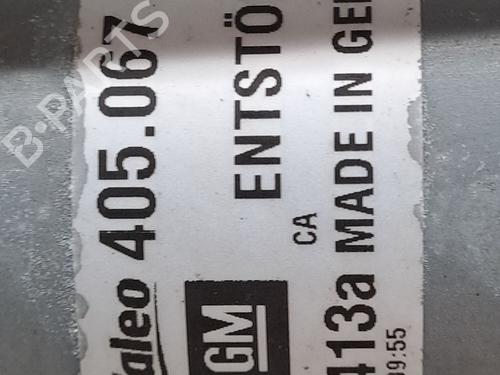 Valeo 405.067
GM ENTSTÖ
CA
413a MADE IN GE
39:55
B-PARTS